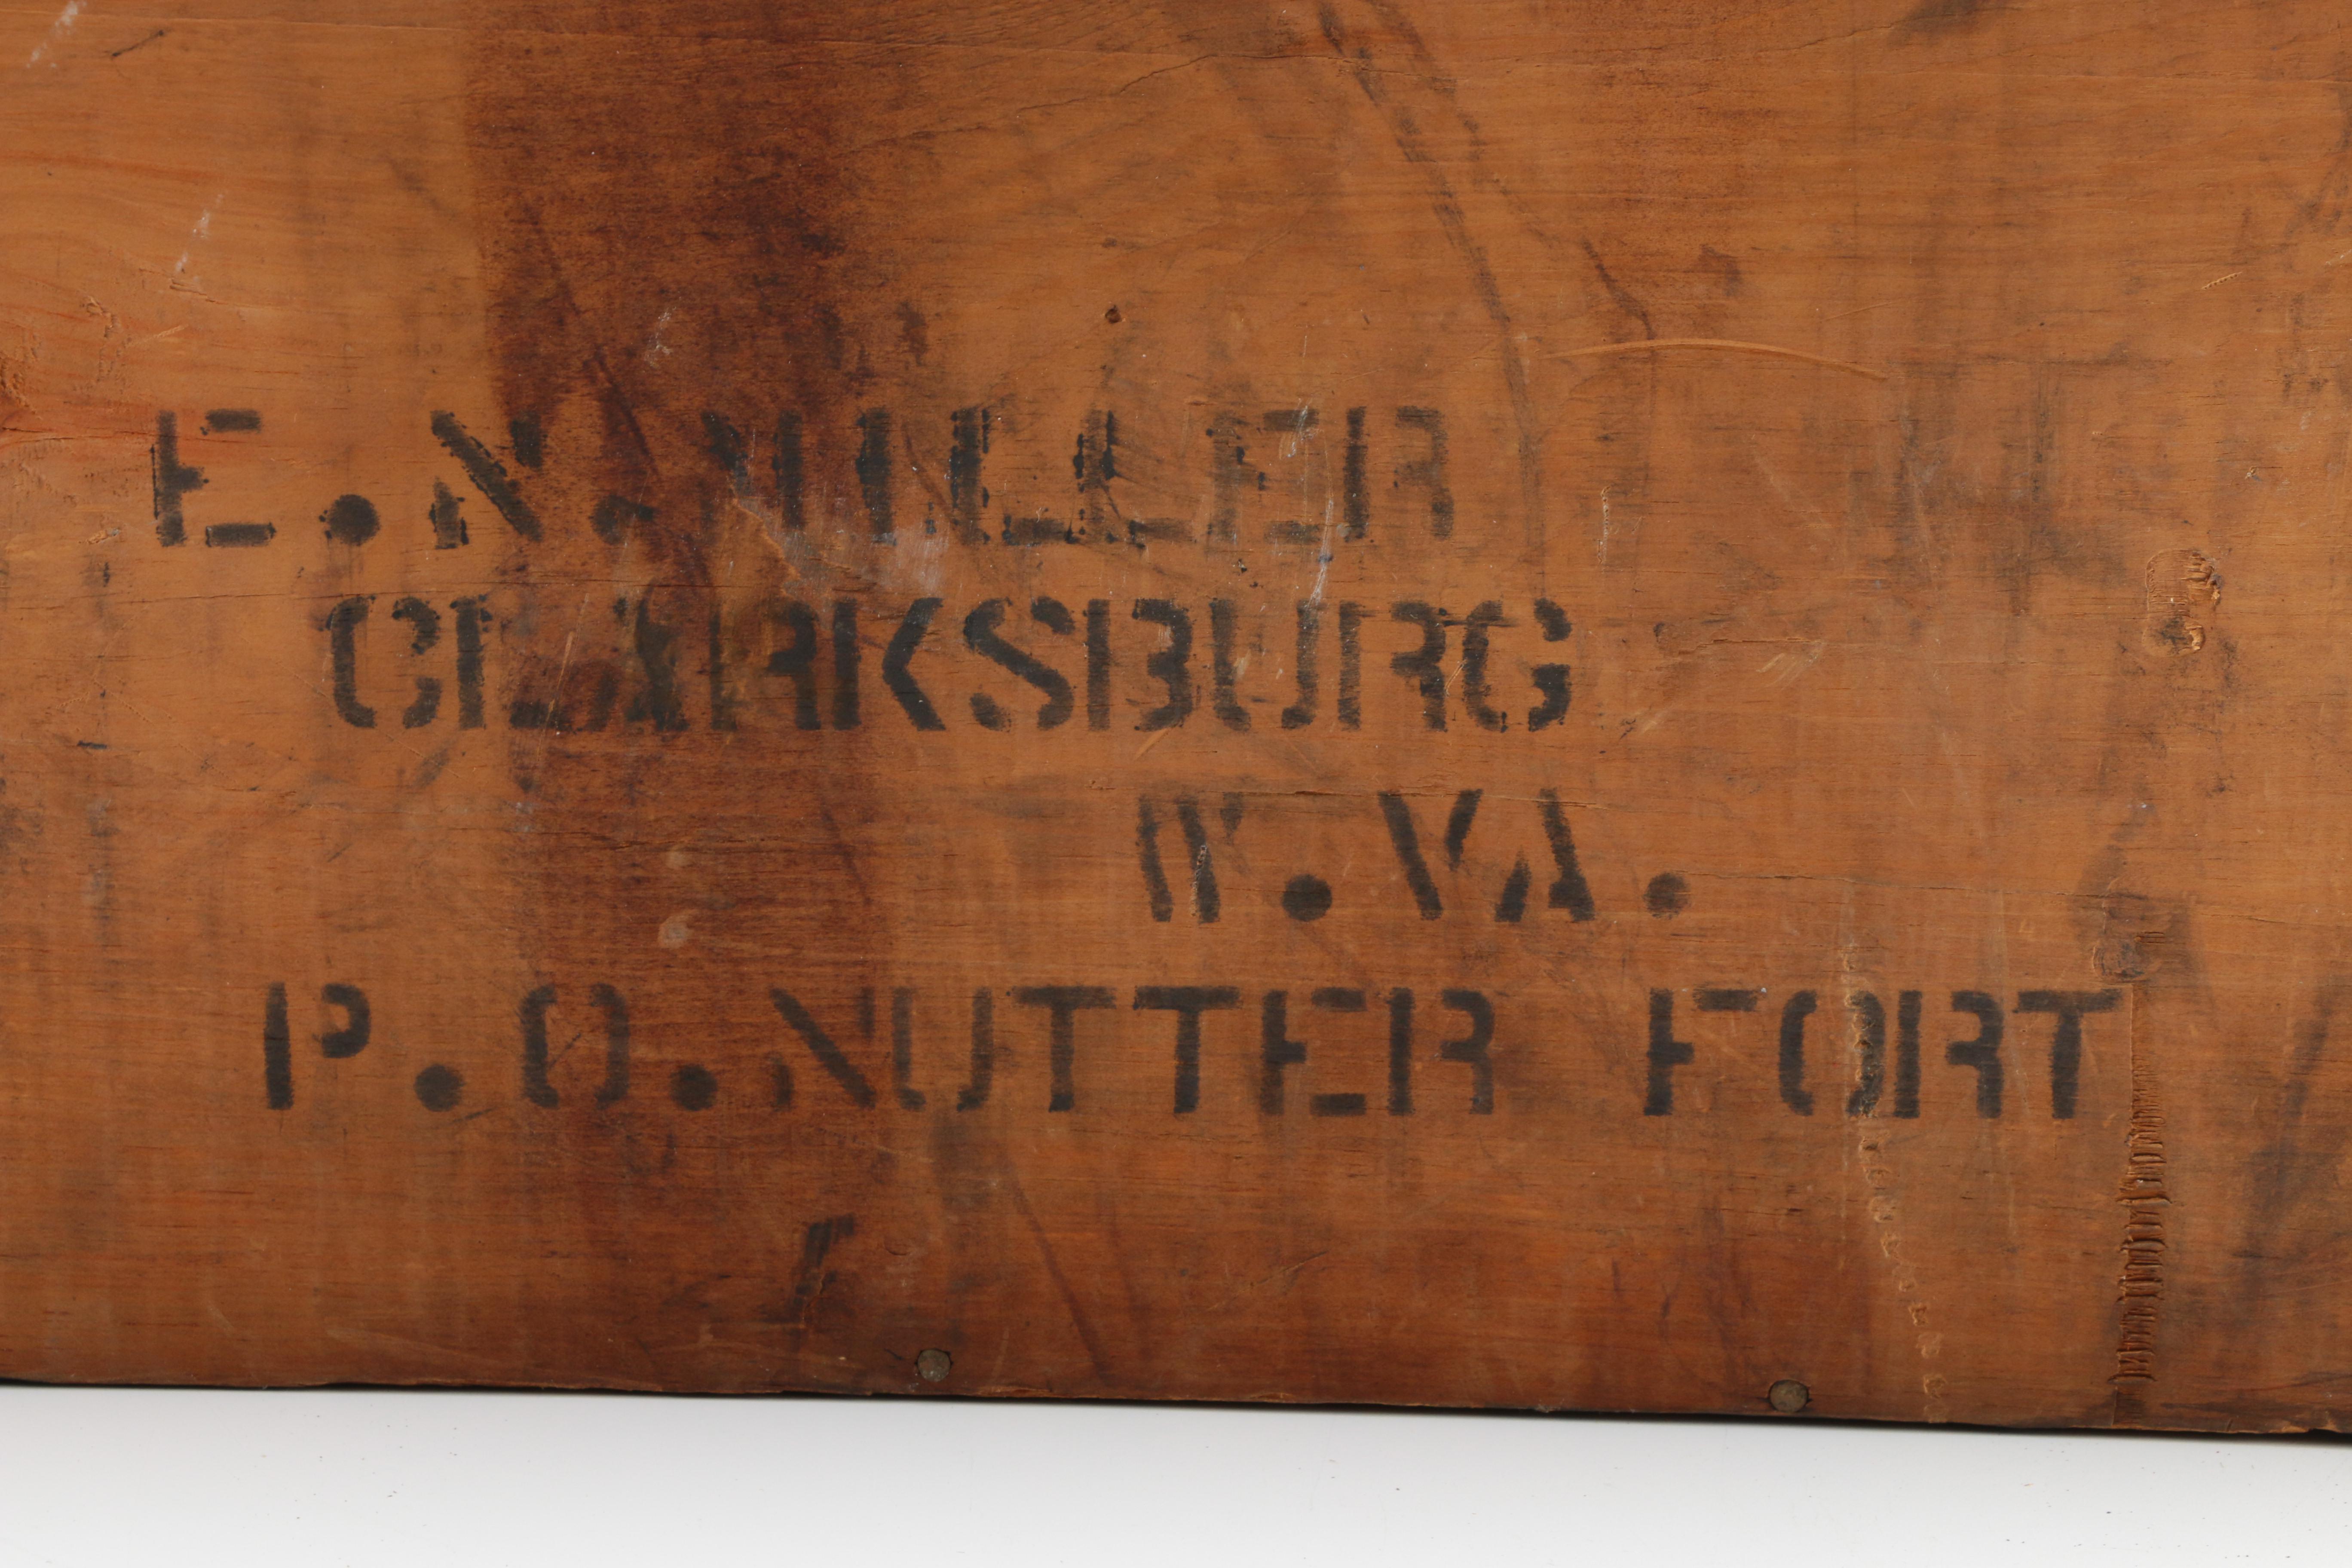 E.N.MILLER
CLARKSBURG
W.VA.
P.O.NUTTER FORT